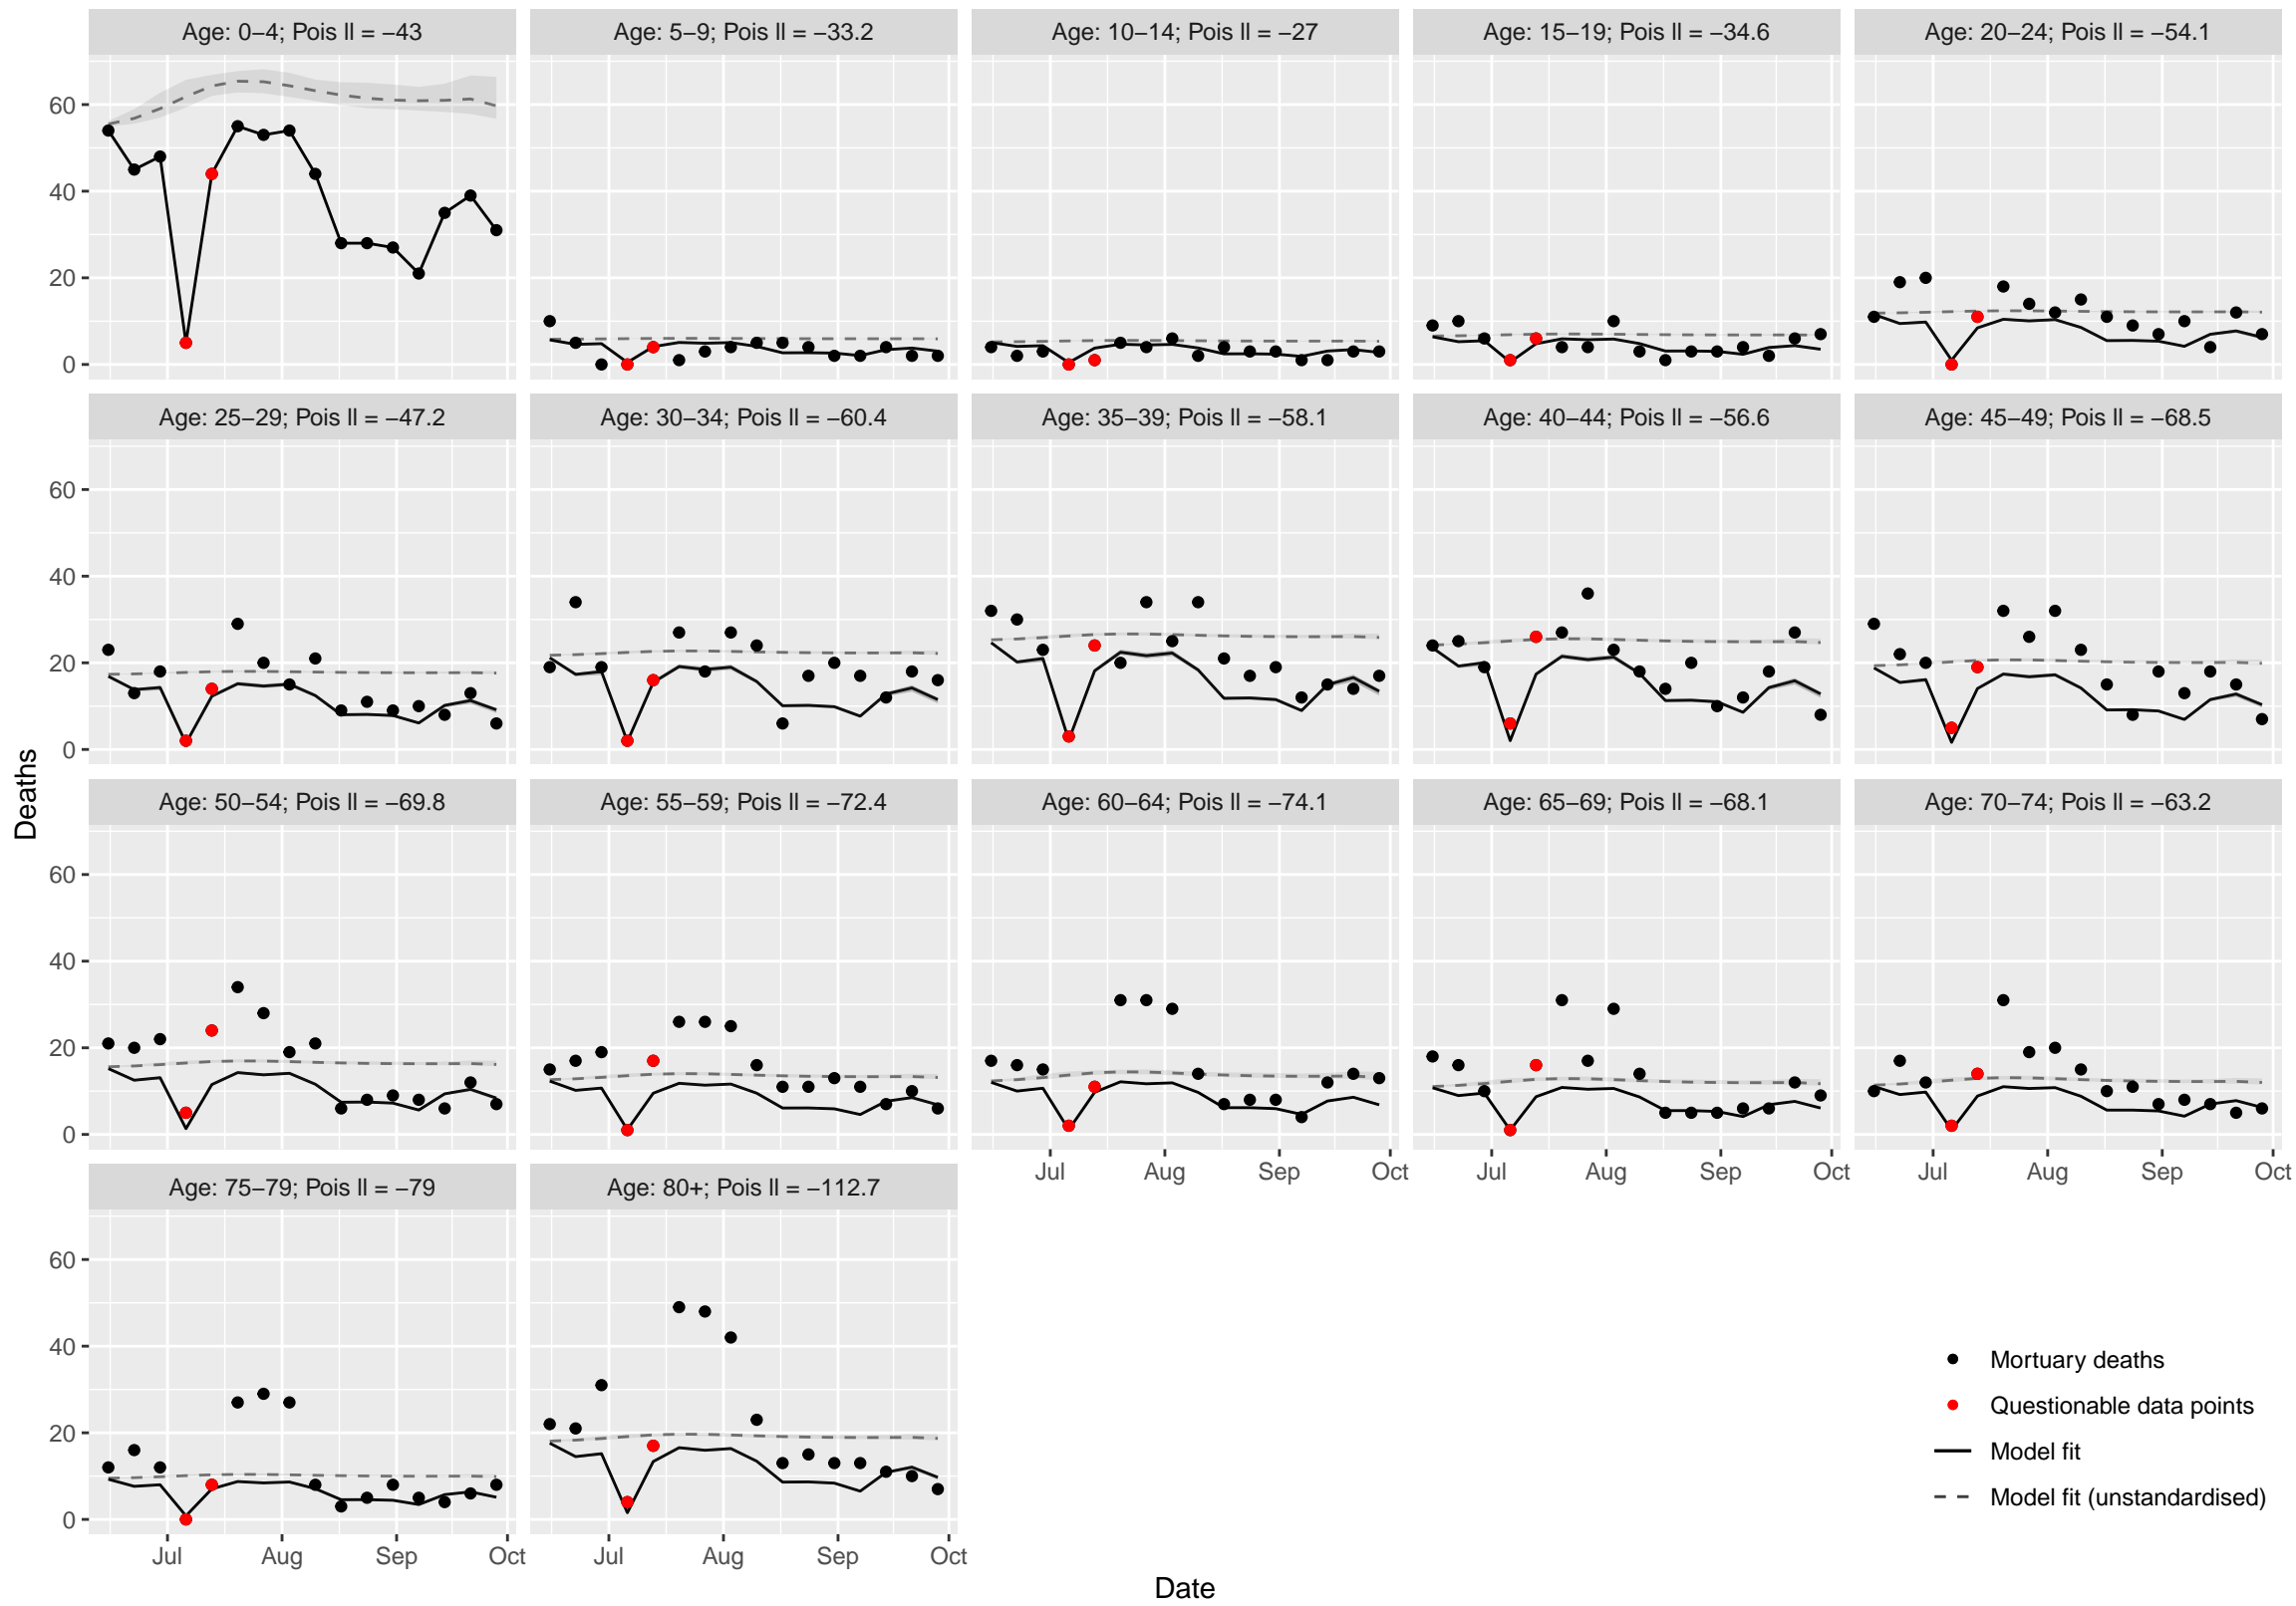 Age: 0−4; Pois ll = −43
Age: 5−9; Pois ll = −33.2
Age: 10−14; Pois ll = −27
Age: 15−19; Pois ll = −34.6
Age: 20−24; Pois ll = −54.1
60
40
20
0
Age: 25−29; Pois ll = −47.2
Age: 30−34; Pois ll = −60.4
Age: 35−39; Pois ll = −58.1
Age: 40−44; Pois ll = −56.6
Age: 45−49; Pois ll = −68.5
60
40
20
0
Deaths
Age: 50−54; Pois ll = −69.8
Age: 55−59; Pois ll = −72.4
Age: 60−64; Pois ll = −74.1
Age: 65−69; Pois ll = −68.1
Age: 70−74; Pois ll = −63.2
60
40
20
0
Jul Aug Sep Oct
Jul Aug Sep Oct
Jul Aug Sep Oct
Age: 75−79; Pois ll = −79
Age: 80+; Pois ll = −112.7
60
40
20
0
Jul Aug Sep Oct
Jul Aug Sep Oct
Mortuary deaths
Questionable data points
Model fit
Model fit (unstandardised)
Date